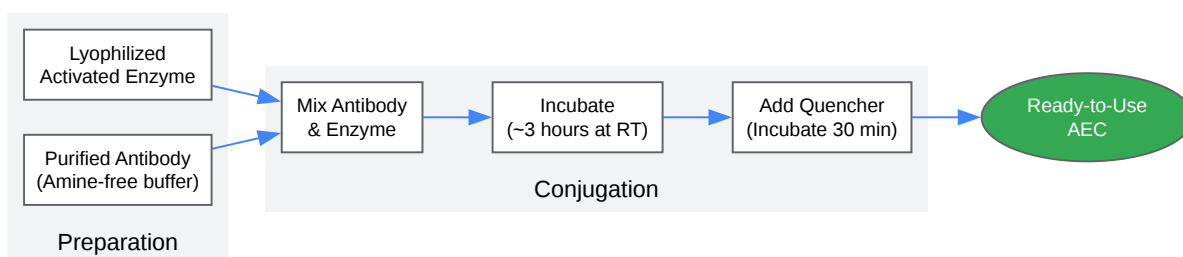 Lyophilized
Activated Enzyme
Purified Antibody
(Amine-free buffer)
Preparation
Mix Antibody
& Enzyme
Incubate
(~3 hours at RT)
Add Quencher
(Incubate 30 min)
Conjugation
Ready-to-Use
AEC